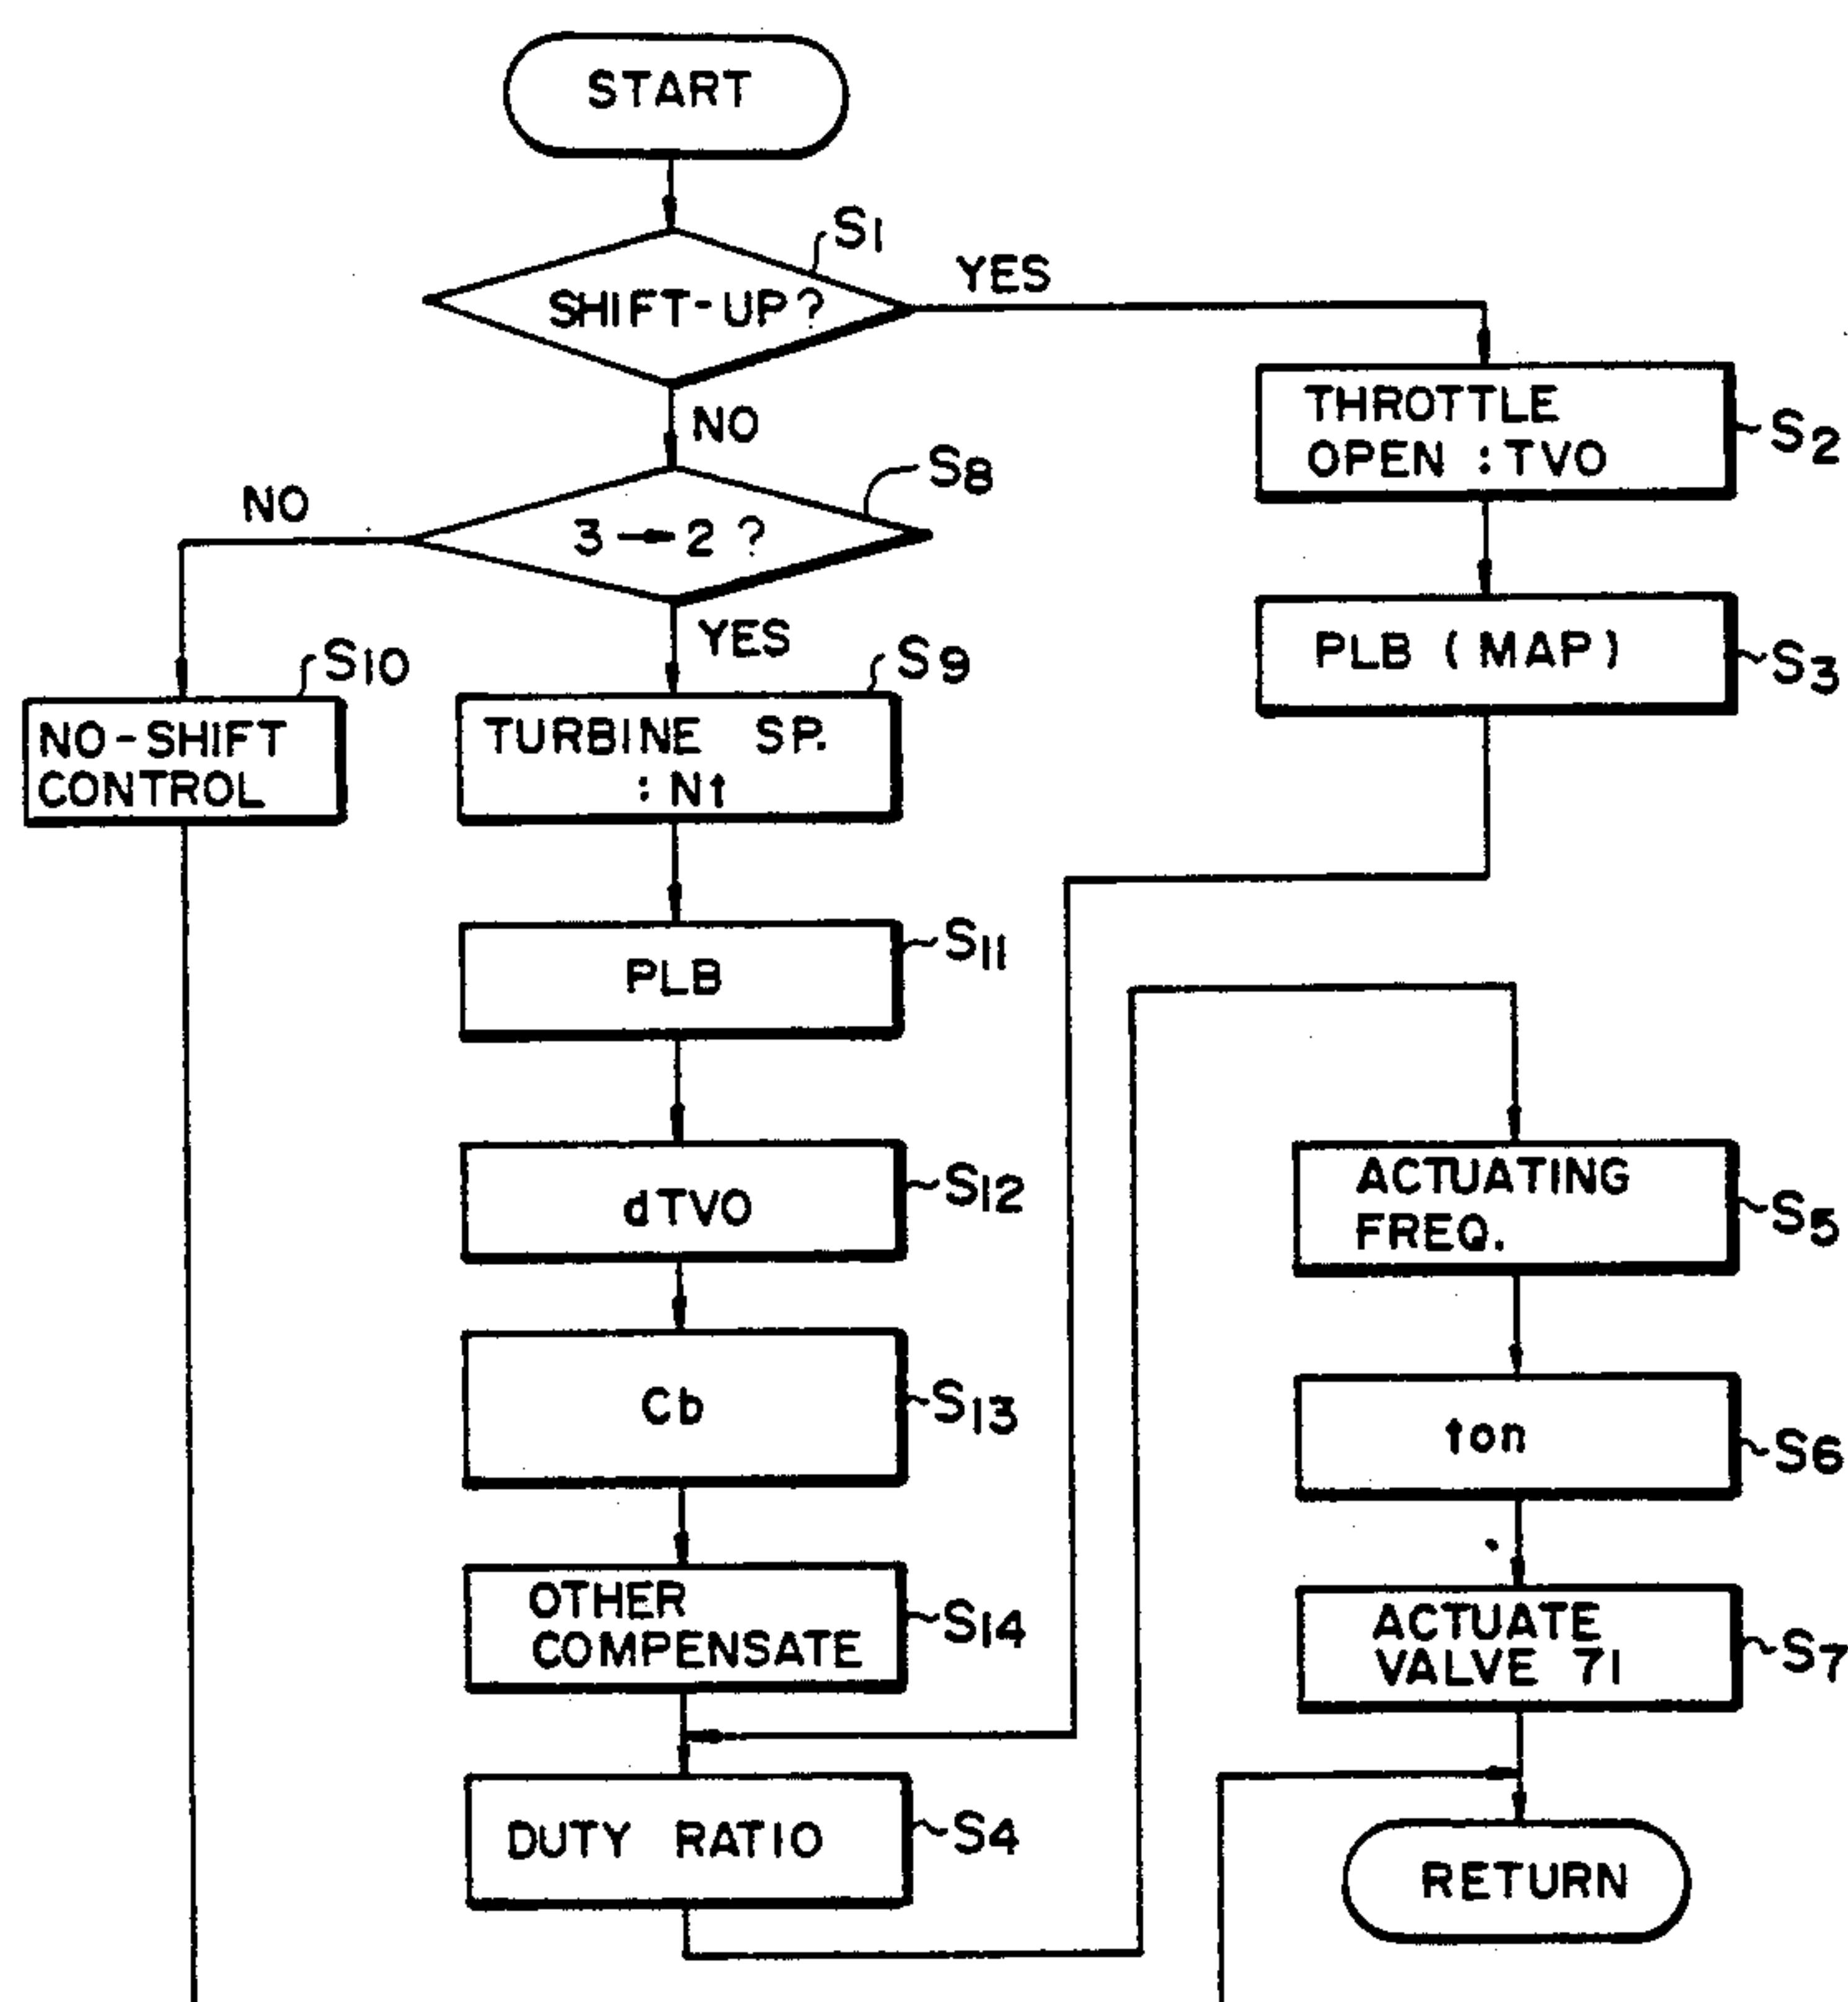 START
S1
SHIFT-UP?
YES
NO
THROTTLE
OPEN : TVO
S2
S8
3→2?
NO
YES
PLB (MAP)
S3
S10
NO-SHIFT
CONTROL
S9
TURBINE SP.
: Nt
PLB
S11
dTVO
S12
Cb
S13
OTHER
COMPENSATE
S14
DUTY RATIO
S4
ACTUATING
FREQ.
S5
ton
S6
ACTUATE
VALVE 71
S7
RETURN